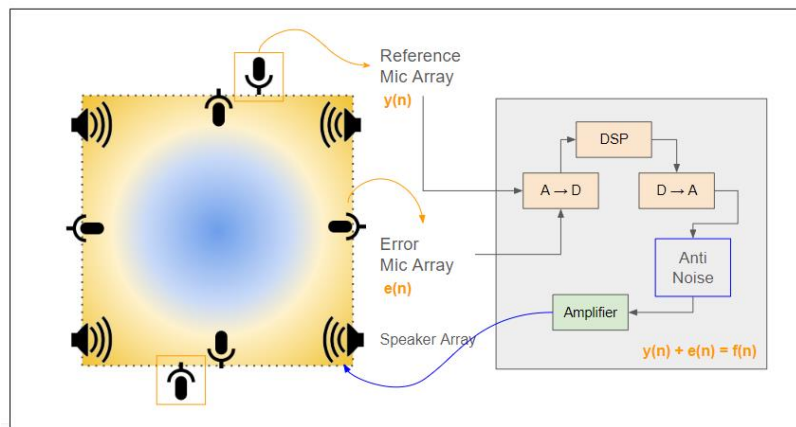 Reference
Mic Array
y(n)
Error
Mic Array
e(n)
Speaker Array
DSP
A → D
D → A
Anti
Noise
Amplifier
y(n) + e(n) = f(n)